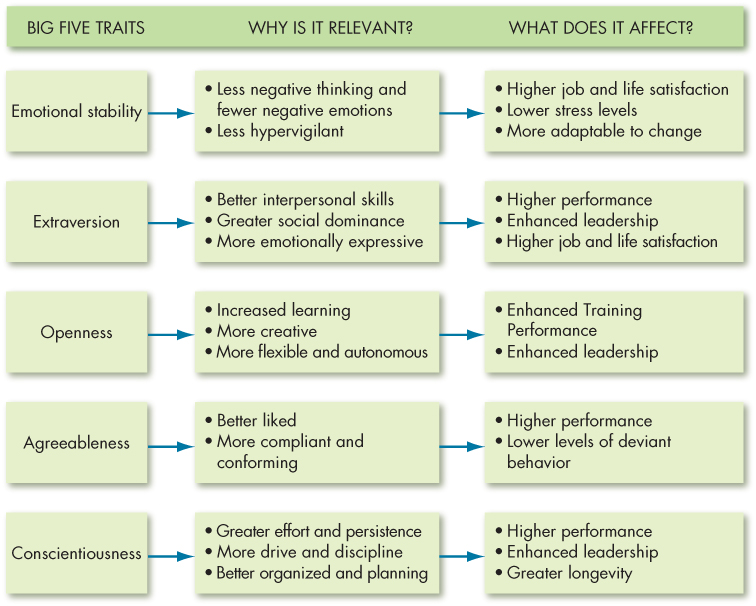 BIG FIVE TRAITS
WHY IS IT RELEVANT?
WHAT DOES IT AFFECT?
Emotional stability
• Less negative thinking and
fewer negative emotions
• Less hypervigilant
• Higher job and life satisfaction
• Lower stress levels
• More adaptable to change
Extraversion
• Better interpersonal skills
• Greater social dominance
• More emotionally expressive
• Higher performance
• Enhanced leadership
• Higher job and life satisfaction
Openness
• Increased learning
• More creative
• More flexible and autonomous
• Enhanced Training
Performance
• Enhanced leadership
Agreeableness
• Better liked
• More compliant and
conforming
• Higher performance
• Lower levels of deviant
behavior
Conscientiousness
• Greater effort and persistence
• More drive and discipline
• Better organized and planning
• Higher performance
• Enhanced leadership
• Greater longevity